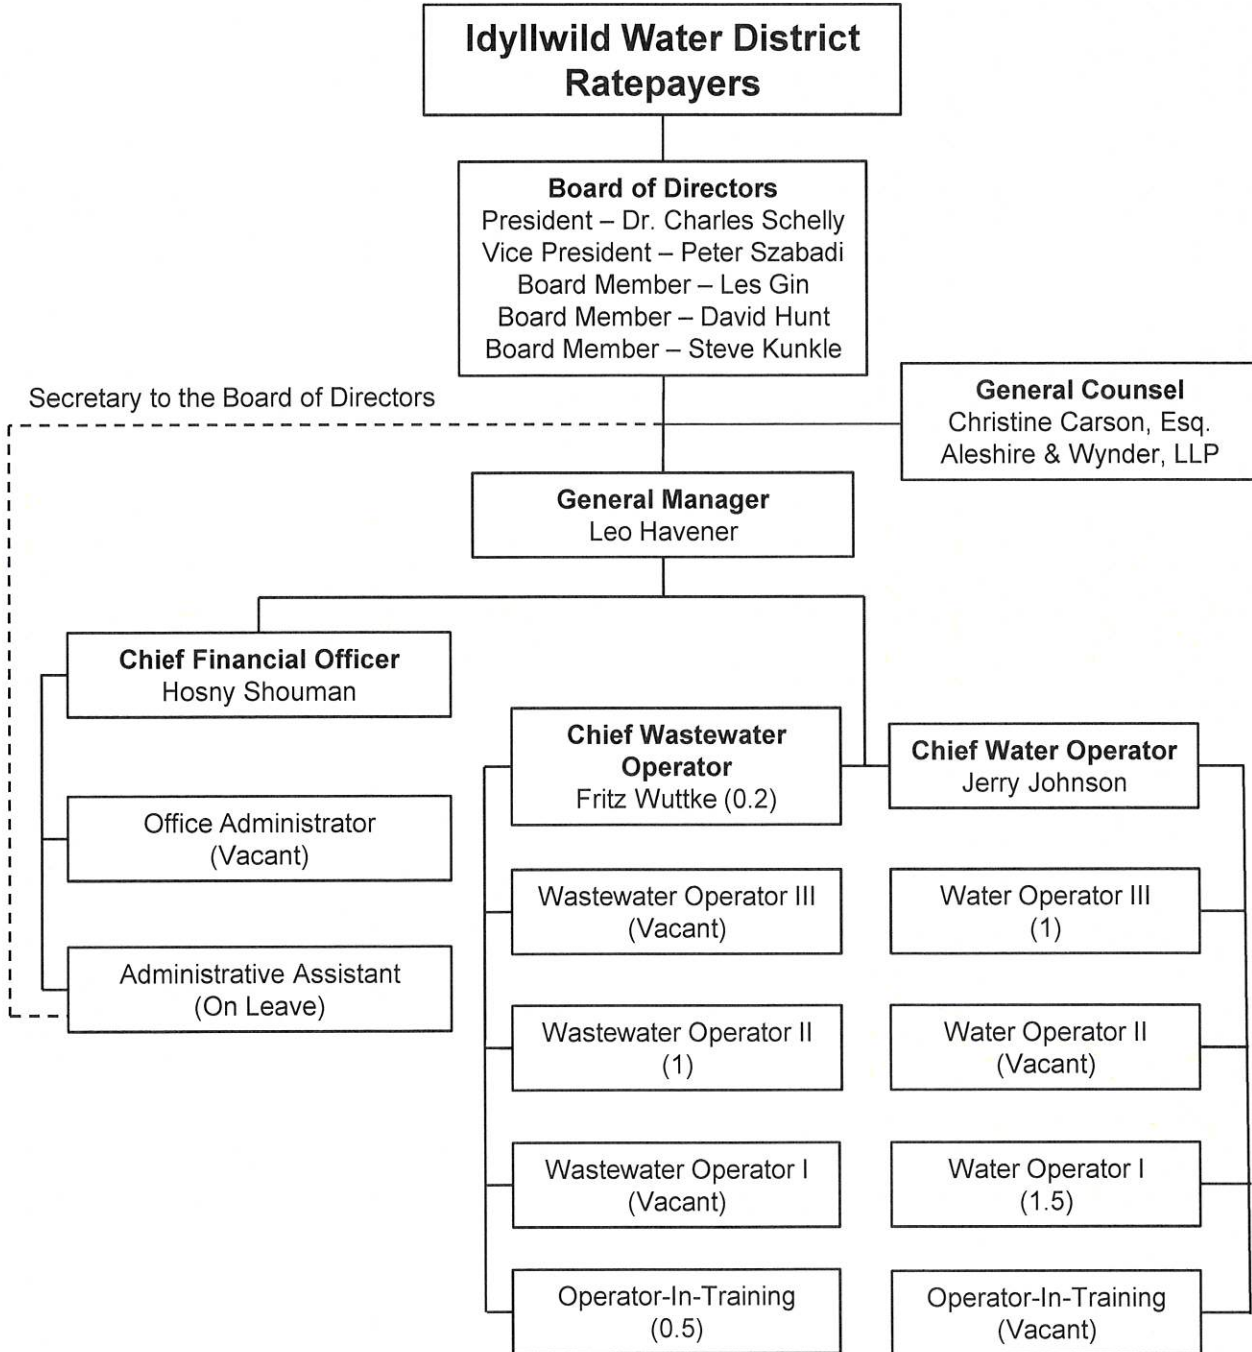 Idyllwild Water District
Ratepayers
Board of Directors
President – Dr. Charles Schelly
Vice President – Peter Szabadi
Board Member – Les Gin
Board Member – David Hunt
Board Member – Steve Kunkle
Secretary to the Board of Directors
General Counsel
Christine Carson, Esq.
Aleshire & Wynder, LLP
General Manager
Leo Havener
Chief Financial Officer
Hosny Shouman
Office Administrator
(Vacant)
Administrative Assistant
(On Leave)
Chief Wastewater
Operator
Fritz Wuttke (0.2)
Wastewater Operator III
(Vacant)
Wastewater Operator II
(1)
Wastewater Operator I
(Vacant)
Operator-In-Training
(0.5)
Chief Water Operator
Jerry Johnson
Water Operator III
(1)
Water Operator II
(Vacant)
Water Operator I
(1.5)
Operator-In-Training
(Vacant)